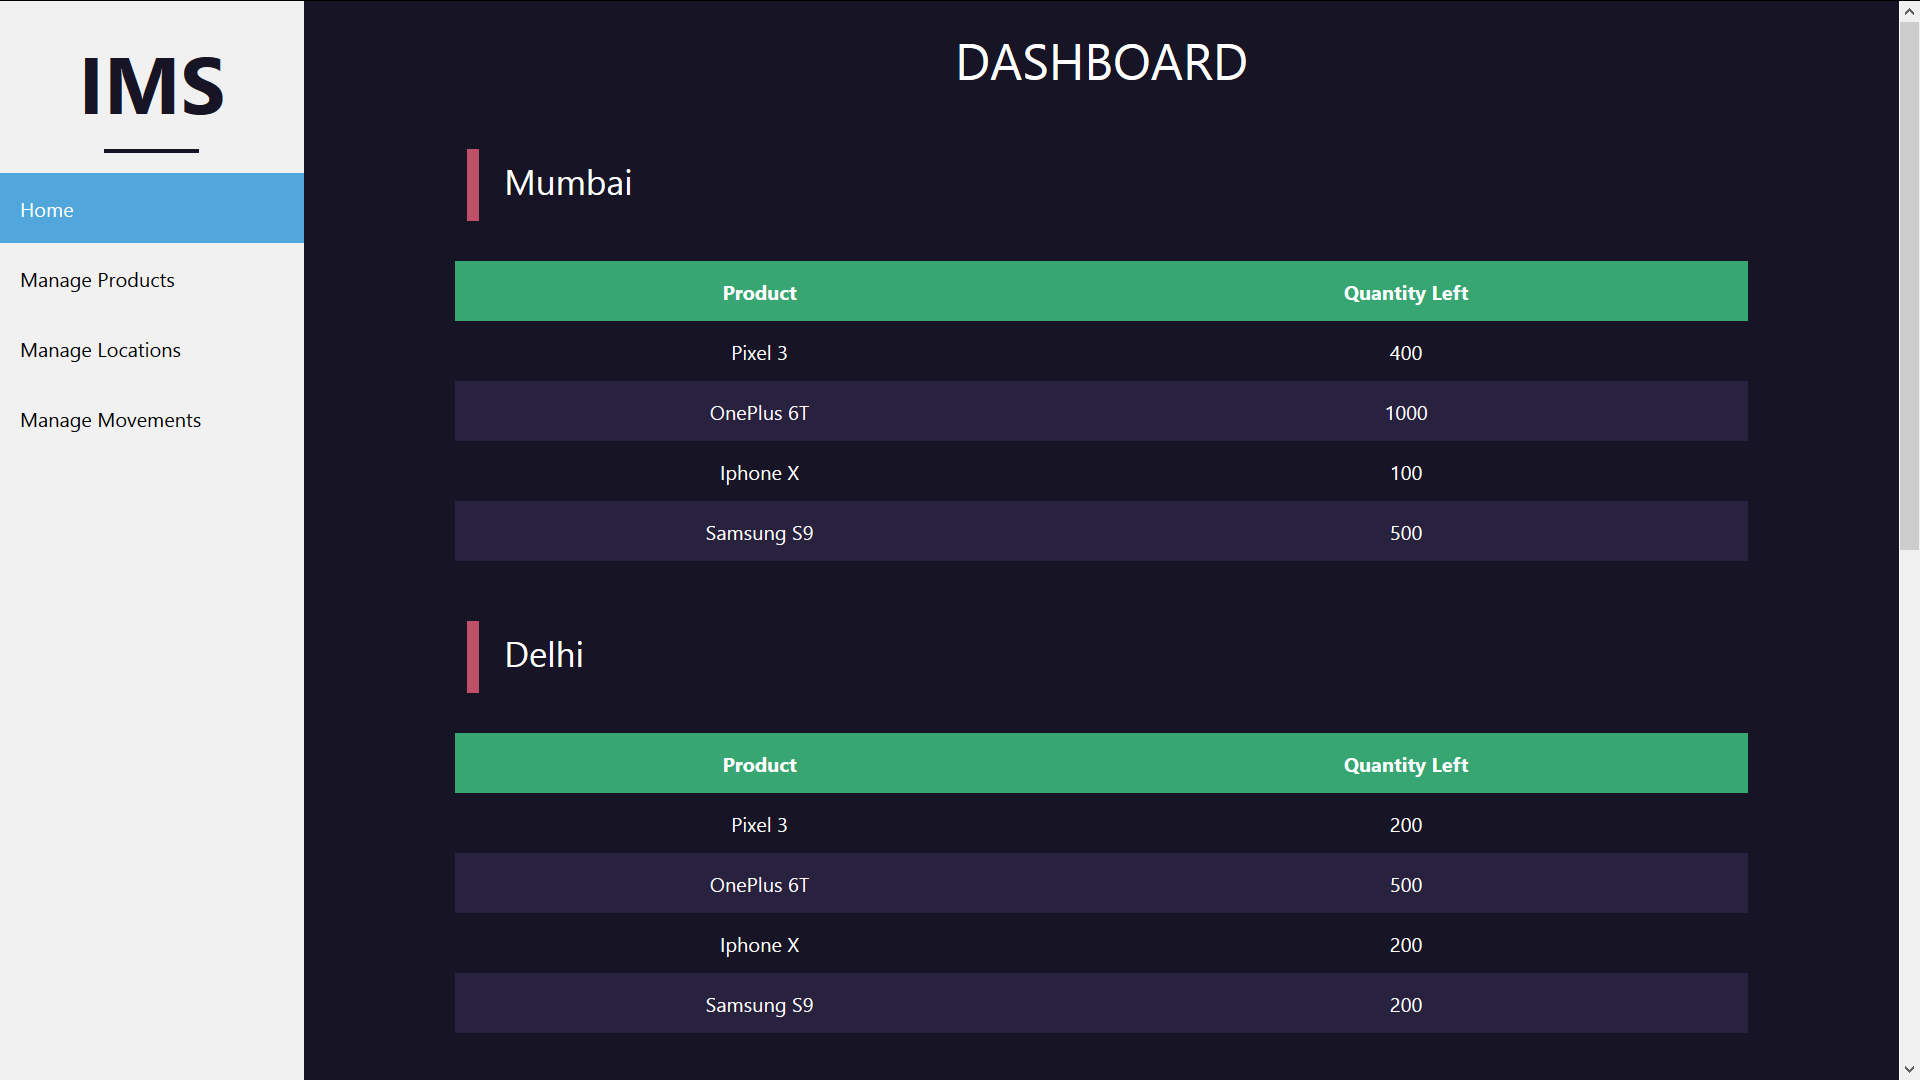 IMS
Home
Manage Products
Manage Locations
Manage Movements
DASHBOARD
Mumbai
Product Quantity Left
Pixel 3 400
OnePlus 6T 1000
Iphone X 100
Samsung S9 500
Delhi
Product Quantity Left
Pixel 3 200
OnePlus 6T 500
Iphone X 200
Samsung S9 200